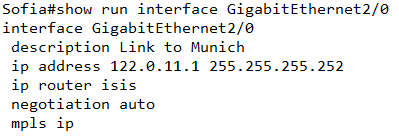 Sofia#show run interface GigabitEthernet2/0
interface GigabitEthernet2/0
description Link to Munich
ip address 122.0.11.1 255.255.255.252
ip router isis
negotiation auto
mpls ip